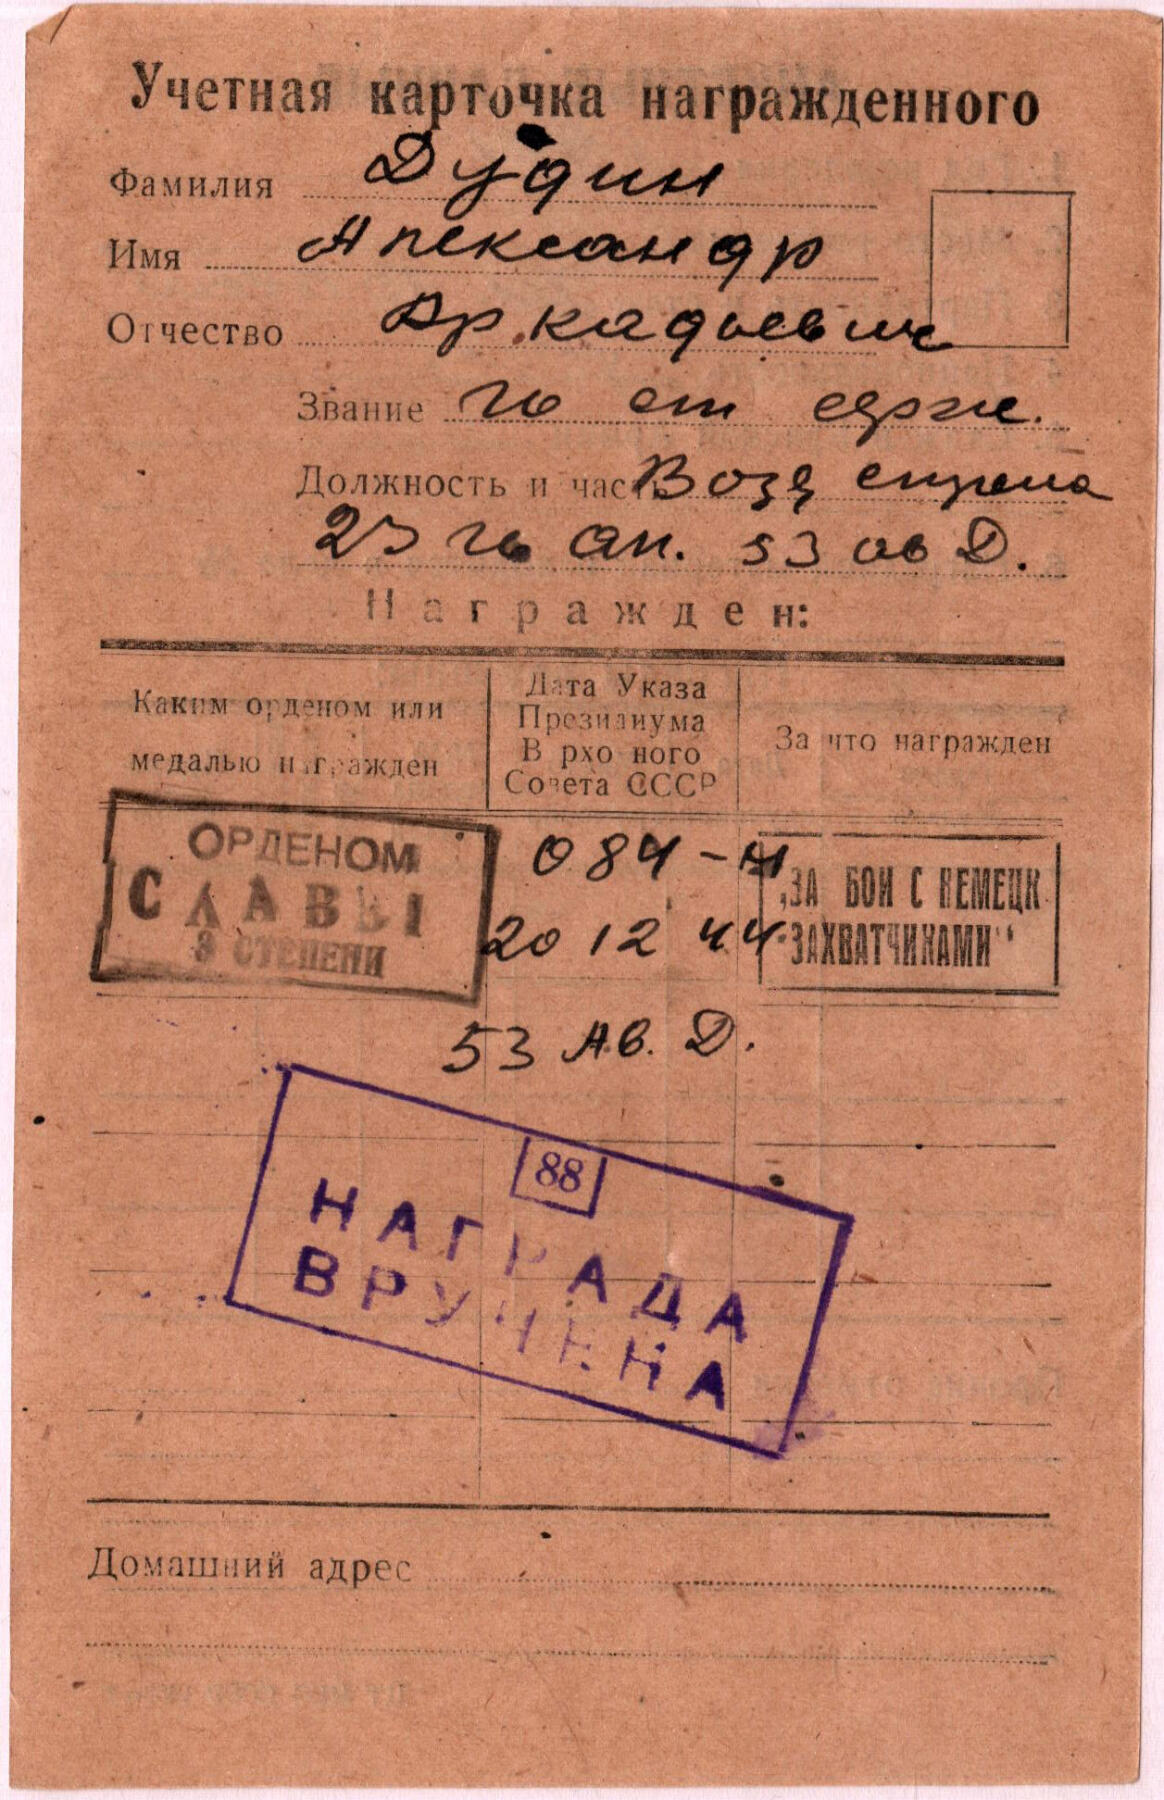 Учетная карточка награжденного
Фамилия Дудин
Имя Александр
Отчество Аркадьевич
Звание гв ст серж.
Должность и часть Возд стрелок
23 гв ап. 53 ав Д.
Награжден:
Каким орденом или медалью награжден
Дата Указа Президиума Верховного Совета СССР
За что награжден
ОРДЕНОМ
СЛАВЫ
3 СТЕПЕНИ
084-н
20 12 44
53 Ав. Д.
„ЗА БОИ С НЕМЕЦК
ЗАХВАТЧИКАМИ"
88
НАГРАДА
ВРУЧЕНА
Домашний адрес